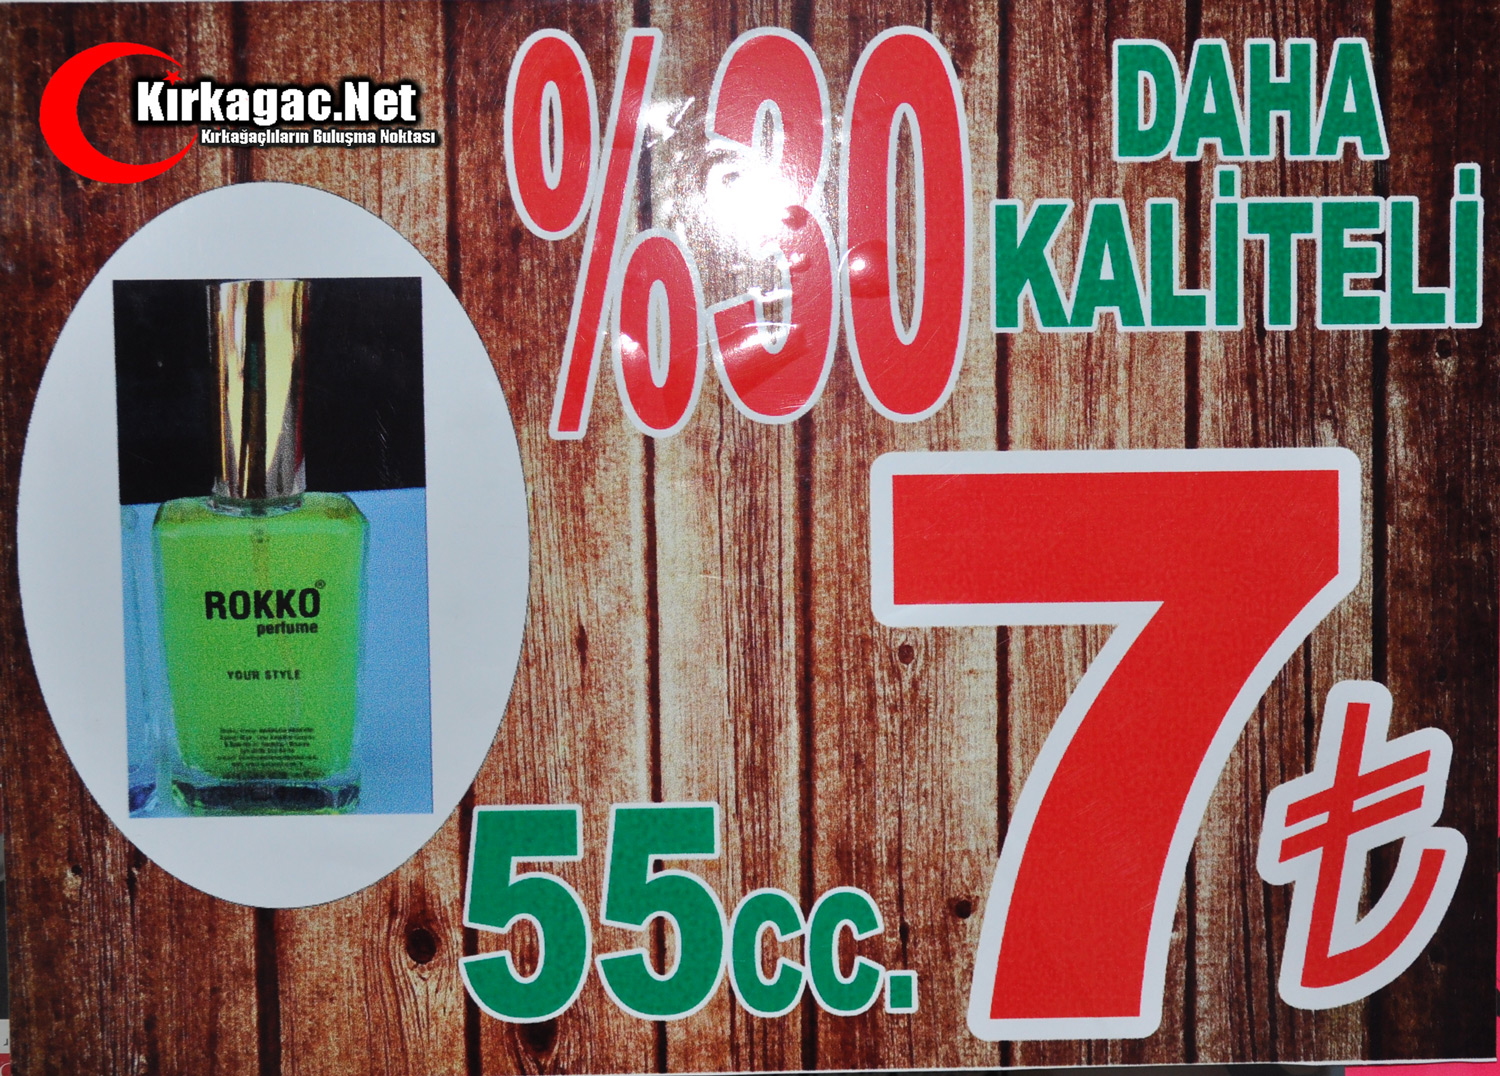 Kırkagac.Net
Kırkağaçlıların Buluşma Noktası
%30
DAHA
KALİTELİ
ROKKO®
perfume
YOUR STYLE
55cc.
7₺